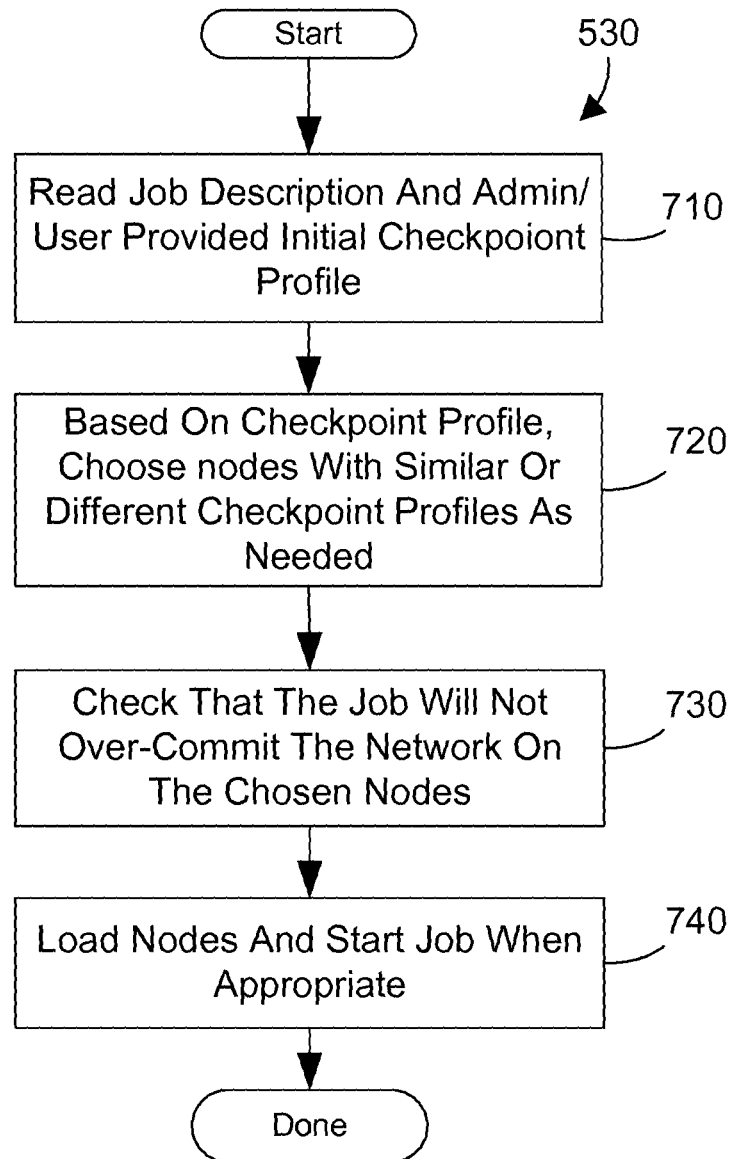 Start
530
Read Job Description And Admin/
User Provided Initial Checkpoiont
Profile
710
Based On Checkpoint Profile,
Choose nodes With Similar Or
Different Checkpoint Profiles As
Needed
720
Check That The Job Will Not
Over-Commit The Network On
The Chosen Nodes
730
Load Nodes And Start Job When
Appropriate
740
Done